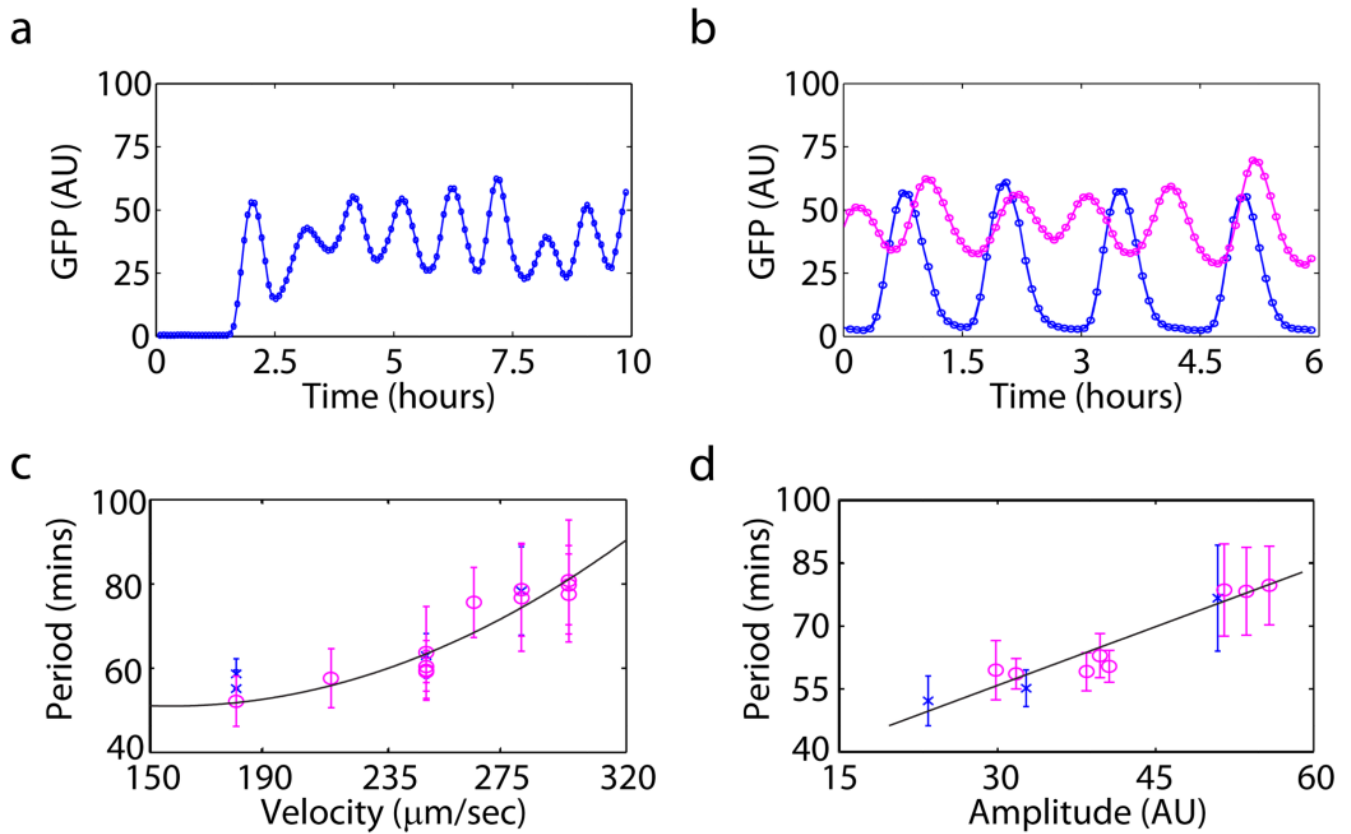 a
100
75
50
25
0
GFP (AU)
0 2.5 5 7.5 10
Time (hours)
b
100
75
50
25
0
GFP (AU)
0 1.5 3 4.5 6
Time (hours)
c
100
80
60
40
Period (mins)
150 190 235 275 320
Velocity (μm/sec)
d
100
85
70
55
40
Period (mins)
15 30 45 60
Amplitude (AU)